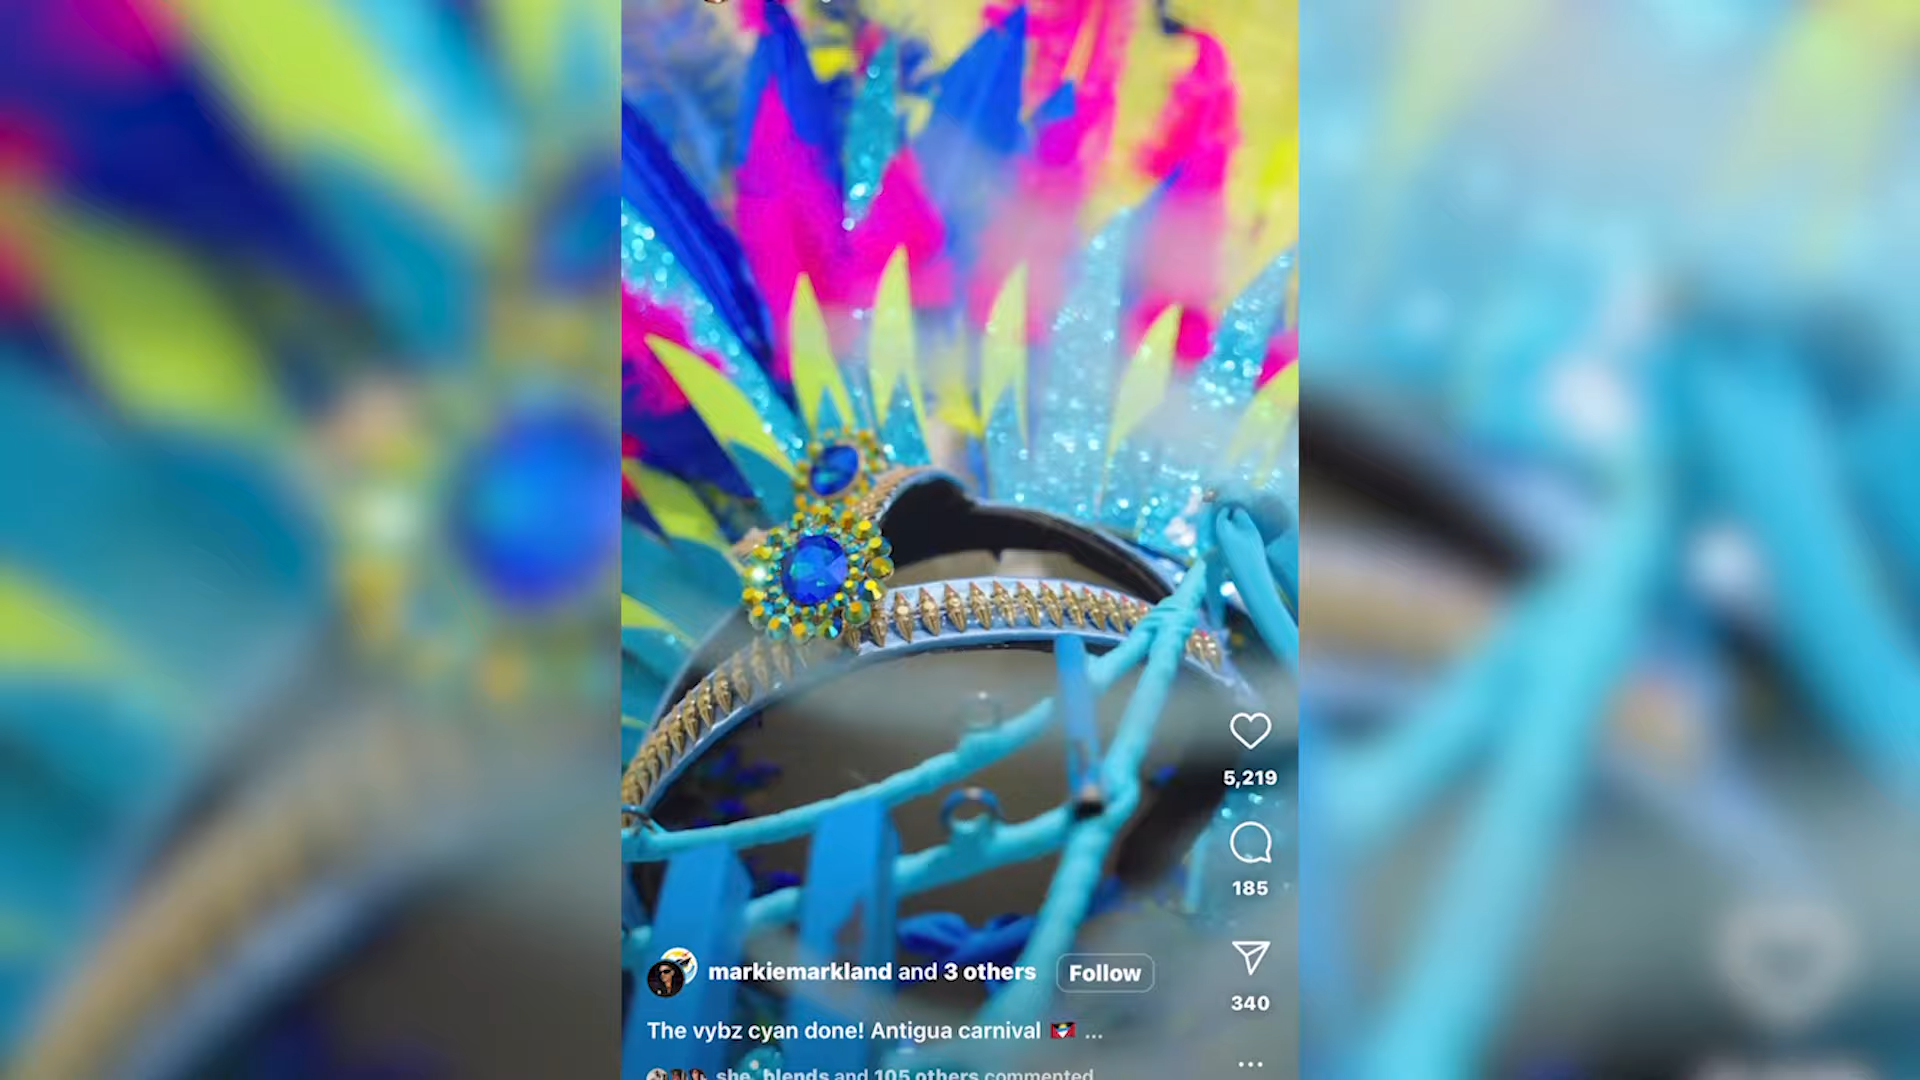 5,219
185
340
markiemarkland and 3 others Follow
The vybz cyan done! Antigua carnival 🇦🇬 ...
she_blends and 105 others commented